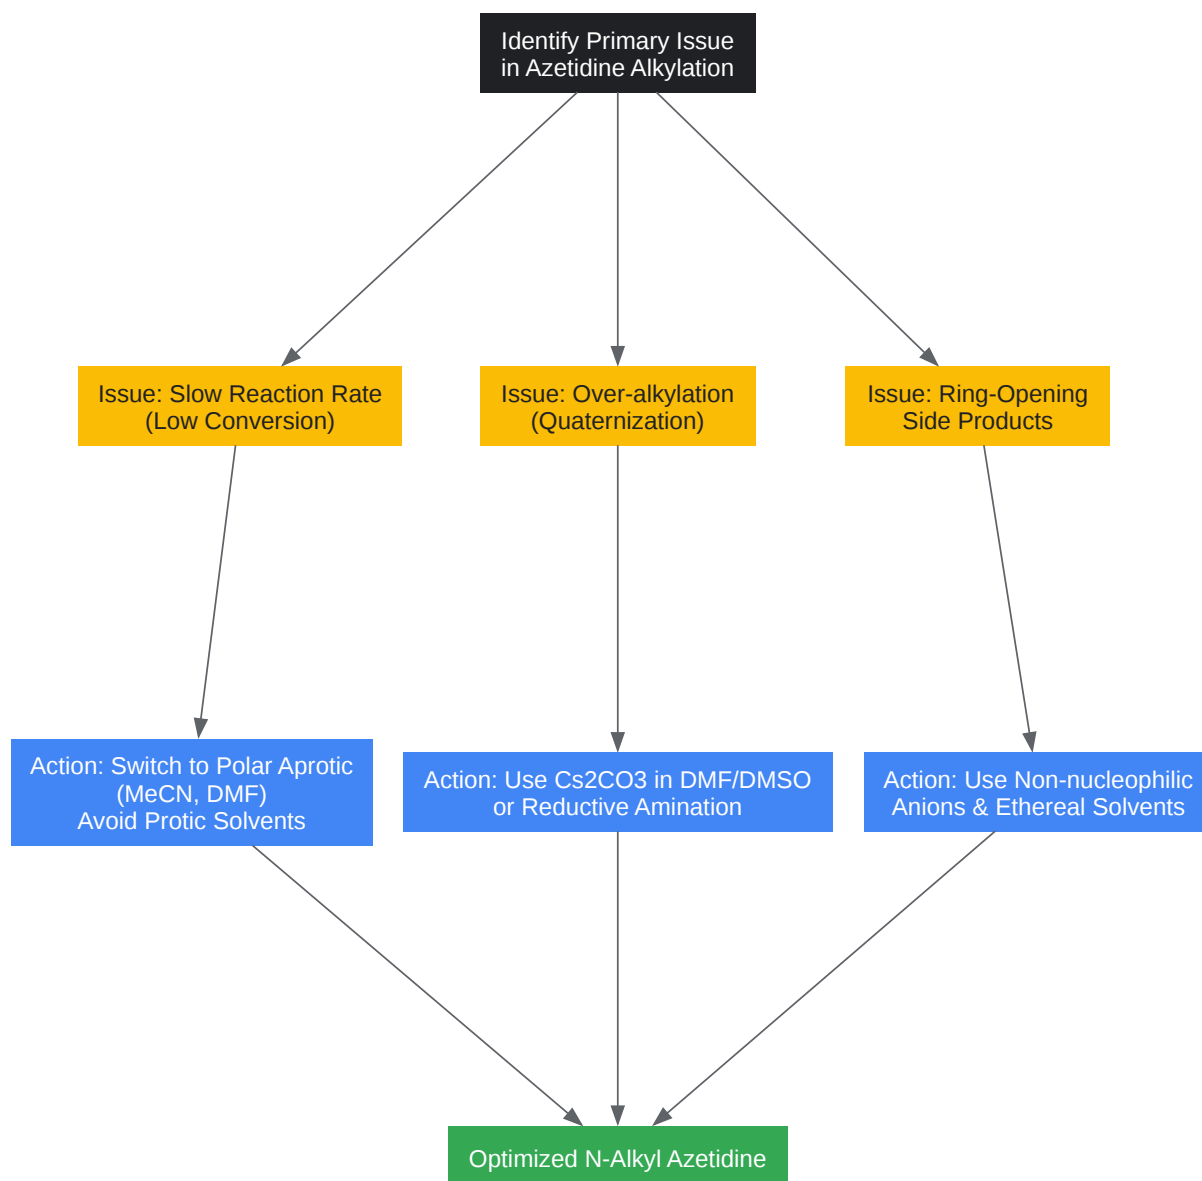 Identify Primary Issue
in Azetidine Alkylation
Issue: Slow Reaction Rate
(Low Conversion)
Issue: Over-alkylation
(Quaternization)
Issue: Ring-Opening
Side Products
Action: Switch to Polar Aprotic
(MeCN, DMF)
Avoid Protic Solvents
Action: Use Cs2CO3 in DMF/DMSO
or Reductive Amination
Action: Use Non-nucleophilic
Anions & Ethereal Solvents
Optimized N-Alkyl Azetidine